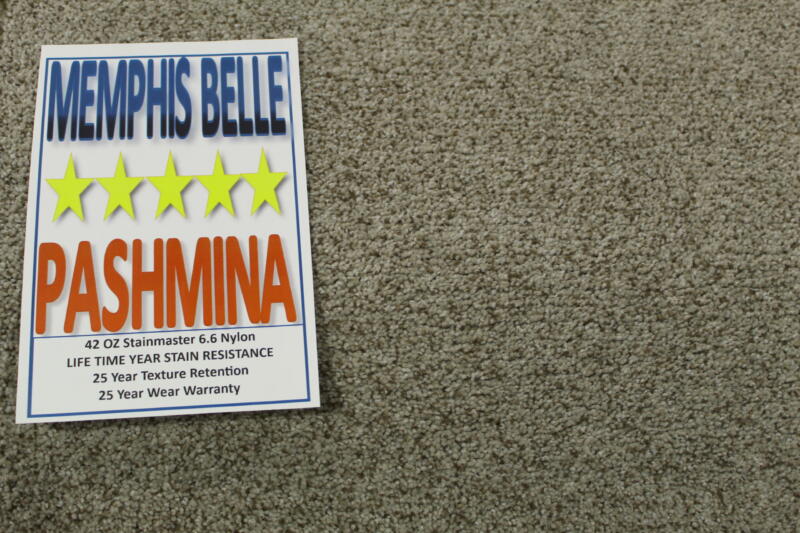 MEMPHIS BELLE
PASHMINA
42 OZ Stainmaster 6.6 Nylon
LIFE TIME YEAR STAIN RESISTANCE
25 Year Texture Retention
25 Year Wear Warranty